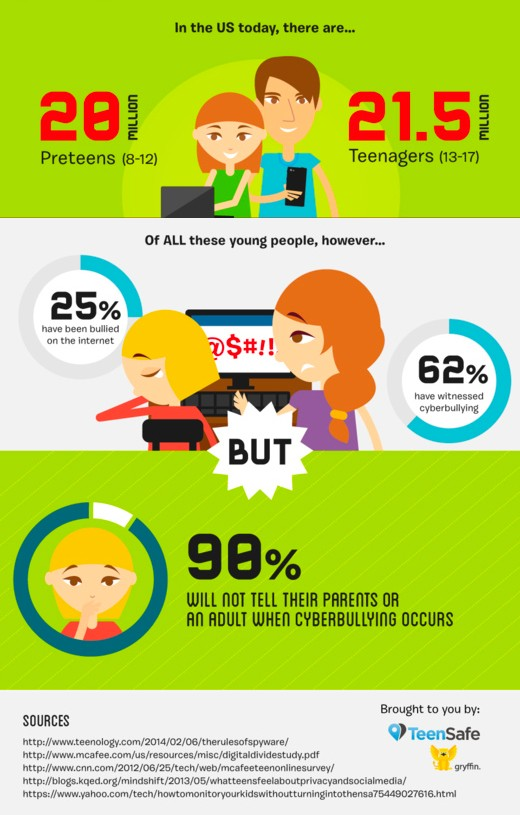 In the US today, there are...
20 MILLION
Preteens (8-12)
21.5 MILLION
Teenagers (13-17)
Of ALL these young people, however...
25%
have been bullied
on the internet
@$#!!
62%
have witnessed
cyberbullying
BUT
90%
WILL NOT TELL THEIR PARENTS OR
AN ADULT WHEN CYBERBULLYING OCCURS
SOURCES
http://www.teenology.com/2014/02/06/therulesofspyware/
http://www.mcafee.com/us/resources/misc/digitaldividestudy.pdf
http://www.cnn.com/2012/06/25/tech/web/mcafeeteenonlinesurvey/
http://blogs.kqed.org/mindshift/2013/05/whatteensfeelaboutprivacyandsocialmedia/
https://www.yahoo.com/tech/howtomonitoryourkidswithoutturningintothensa75449027616.html
Brought to you by:
TeenSafe
gryffin.